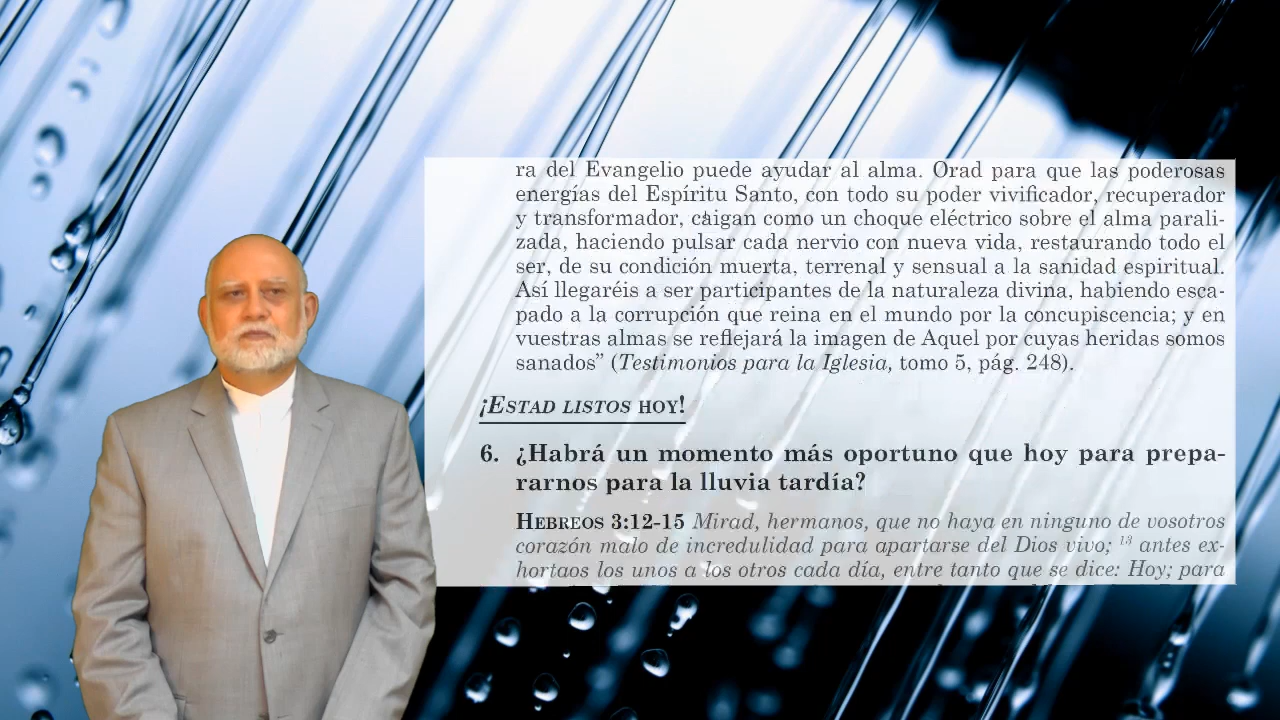 ra del Evangelio puede ayudar al alma. Orad para que las poderosas
energías del Espíritu Santo, con todo su poder vivificador, recuperador
y transformador, caigan como un choque eléctrico sobre el alma parali-
zada, haciendo pulsar cada nervio con nueva vida, restaurando todo el
ser, de su condición muerta, terrenal y sensual a la sanidad espiritual.
Así llegaréis a ser participantes de la naturaleza divina, habiendo esca-
pado a la corrupción que reina en el mundo por la concupiscencia; y en
vuestras almas se reflejará la imagen de Aquel por cuyas heridas somos
sanados” (Testimonios para la Iglesia, tomo 5, pág. 248).
¡ESTAD LISTOS HOY!
6. ¿Habrá un momento más oportuno que hoy para prepa-
rarnos para la lluvia tardía?
HEBREOS 3:12-15 Mirad, hermanos, que no haya en ninguno de vosotros
corazón malo de incredulidad para apartarse del Dios vivo; 13 antes ex-
hortaos los unos a los otros cada día, entre tanto que se dice: Hoy; para